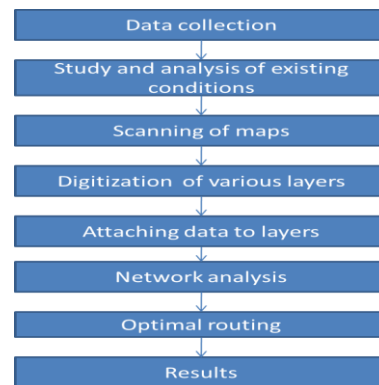 Data collection
Study and analysis of existing
conditions
Scanning of maps
Digitization of various layers
Attaching data to layers
Network analysis
Optimal routing
Results